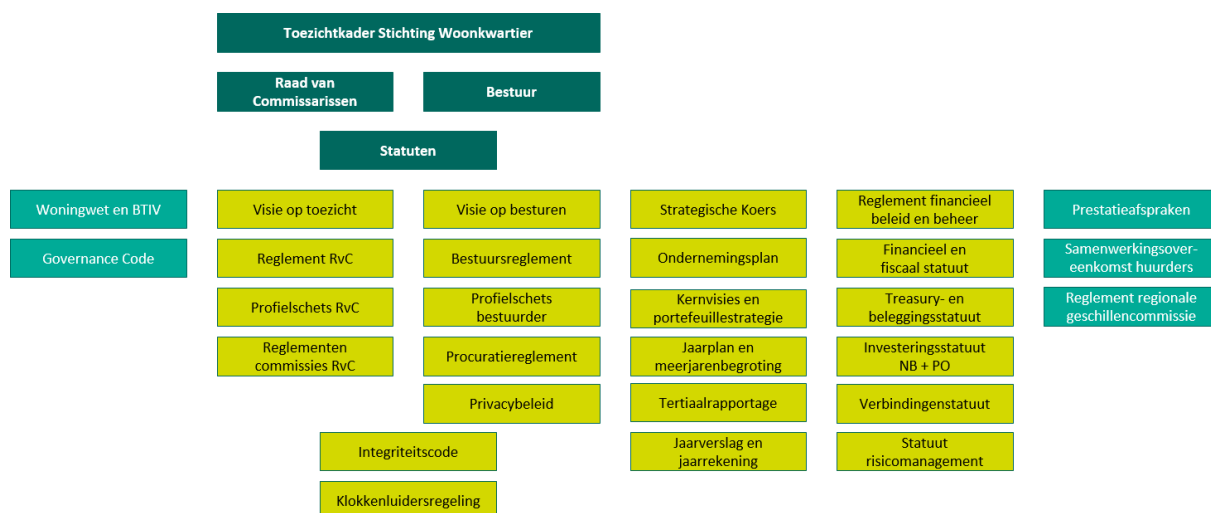 Toezichtkader Stichting Woonkwartier
Raad van
Commissarissen
Bestuur
Statuten
Woningwet en BTIV
Governance Code
Visie op toezicht
Reglement RvC
Profielschets RvC
Reglementen
commissies RvC
Visie op besturen
Bestuursreglement
Profielschets
bestuurder
Procuratiereglement
Privacybeleid
Integriteitscode
Klokkenluidersregeling
Strategische Koers
Ondernemingsplan
Kernvisies en
portefeuillestrategie
Jaarplan en
meerjarenbegroting
Tertiaalrapportage
Jaarverslag en
jaarrekening
Reglement financieel
beleid en beheer
Financieel en
fiscaal statuut
Treasury- en
beleggingsstatuut
Investeringsstatuut
NB + PO
Verbindingenstatuut
Statuut
risicomanagement
Prestatieafspraken
Samenwerkingsover-
eenkomst huurders
Reglement regionale
geschillencommissie